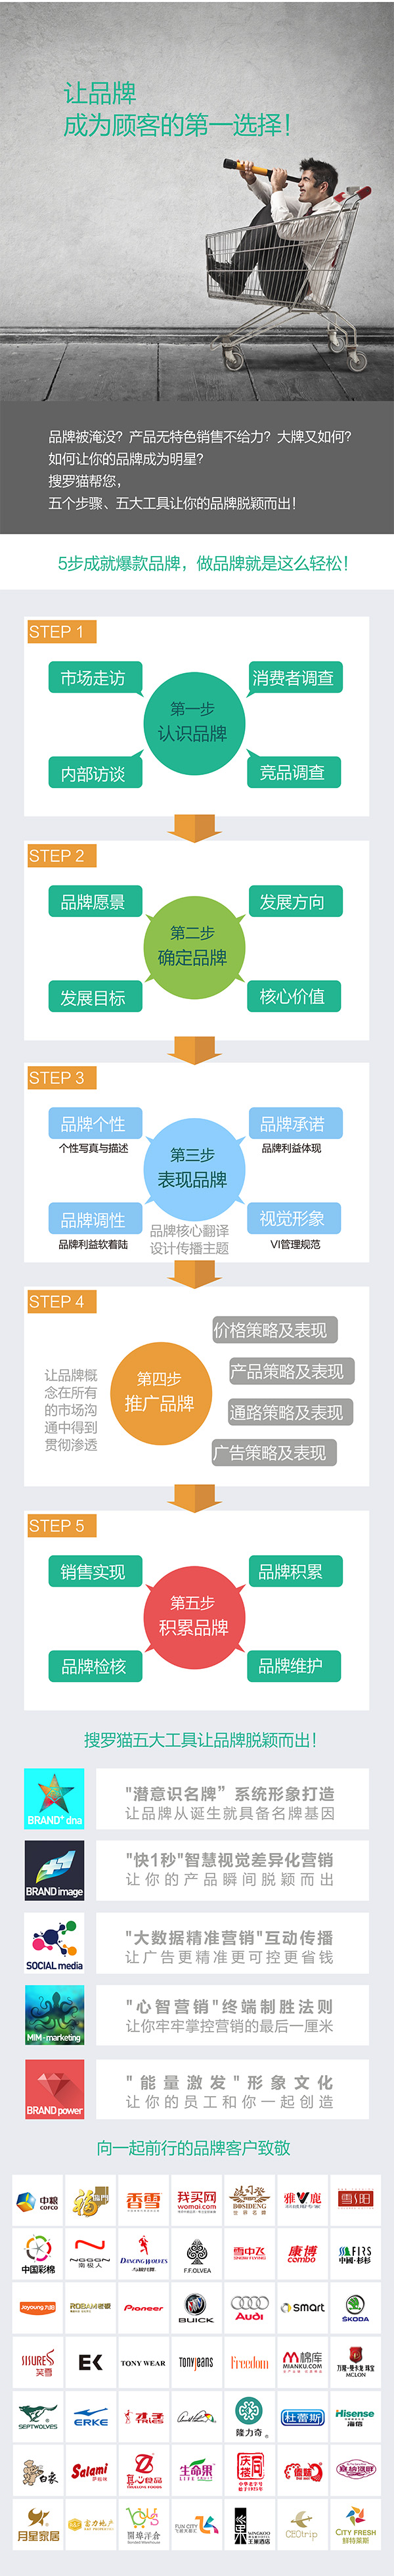 让品牌
成为顾客的第一选择!
品牌被淹没? 产品无特色销售不给力? 大牌又如何?
如何让你的品牌成为明星?
搜罗猫帮您,
五个步骤、五大工具让你的品牌脱颖而出!
5步成就爆款品牌,做品牌就是这么轻松!
STEP 1
市场走访
消费者调查
第一步
认识品牌
内部访谈
竞品调查
STEP 2
品牌愿景
发展方向
第二步
确定品牌
发展目标
核心价值
STEP 3
品牌个性
个性写真与描述
品牌承诺
品牌利益体现
第三步
表现品牌
品牌调性
品牌利益软着陆
视觉形象
VI管理规范
品牌核心翻译
设计传播主题
STEP 4
让品牌概
念在所有
的市场沟
通中得到
贯彻渗透
第四步
推广品牌
价格策略及表现
产品策略及表现
通路策略及表现
广告策略及表现
STEP 5
销售实现
品牌积累
第五步
积累品牌
品牌检核
品牌维护
搜罗猫五大工具让品牌脱颖而出!
BRAND+ dna
"潜意识名牌”系统形象打造
让品牌从诞生就具备名牌基因
BRAND image
"快1秒"智慧视觉差异化营销
让你的产品瞬间脱颖而出
SOCIAL media
"大数据精准营销"互动传播
让广告更精准更可控更省钱
MIM-marketing
"心智营销"终端制胜法则
让你牢牢掌控营销的最后一厘米
BRAND power
"能量激发"形象文化
让你的员工和你一起创造
向一起前行的品牌客户致敬
中粮
COFCO
香雪
我买网
womai.com
BOSIDENG
世界名牌
雅鹿
中国彩棉
NGGGN
南极人
DANCING WOLVES
与狼共舞
F.F.OLVEA
雪中飞
SNOW FLYING
康博
combo
FIRS
中國·杉杉
Joyoung九阳
ROBAM老板
Pioneer
BUICK
Audi
smart
ŠKODA
芙雪
EK
TONY WEAR
Tony Jeans
Freedom
棉库
MIANKU.COM
MCLON
SEPTWOLVES
ERKE
隆力奇
杜蕾斯
Hisense
海信
Salami
生命果
月星家居
富力地产
FUN CITY
CEOtrip
CITY FRESH
鲜特莱斯